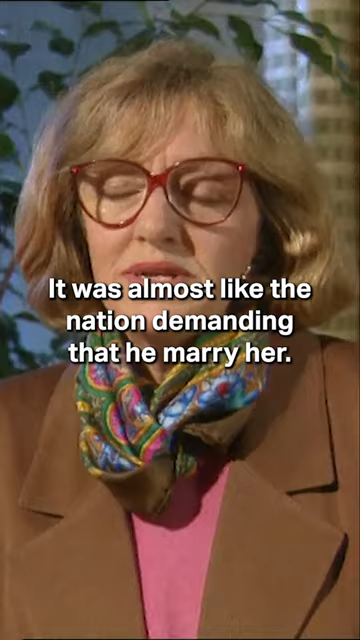 It was almost like the
nation demanding
that he marry her.